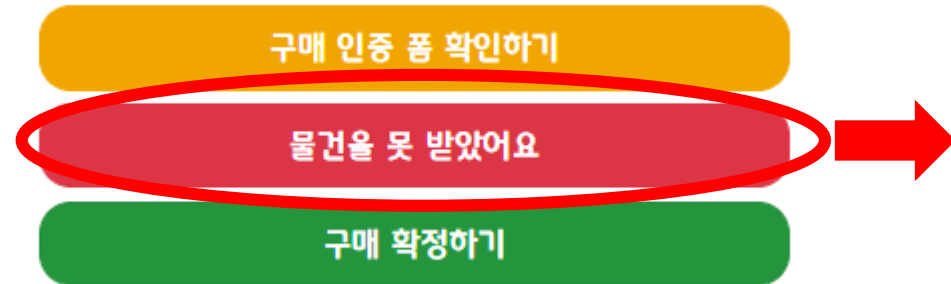 구매 인증 폼 확인하기
물건을 못 받았어요
구매 확정하기